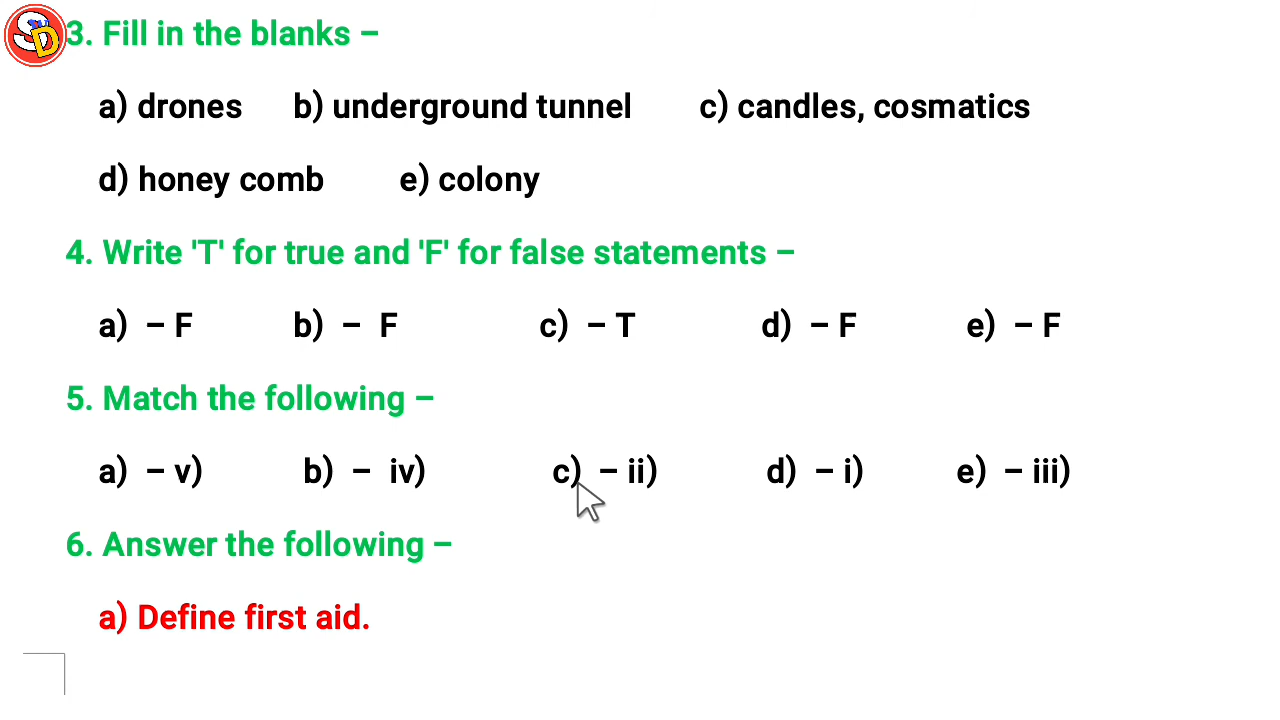 SD
3. Fill in the blanks –
a) drones b) underground tunnel c) candles, cosmatics
d) honey comb e) colony
4. Write 'T' for true and 'F' for false statements –
a) – F b) – F c) – T d) – F e) – F
5. Match the following –
a) – v) b) – iv) c) – ii) d) – i) e) – iii)
6. Answer the following –
a) Define first aid.